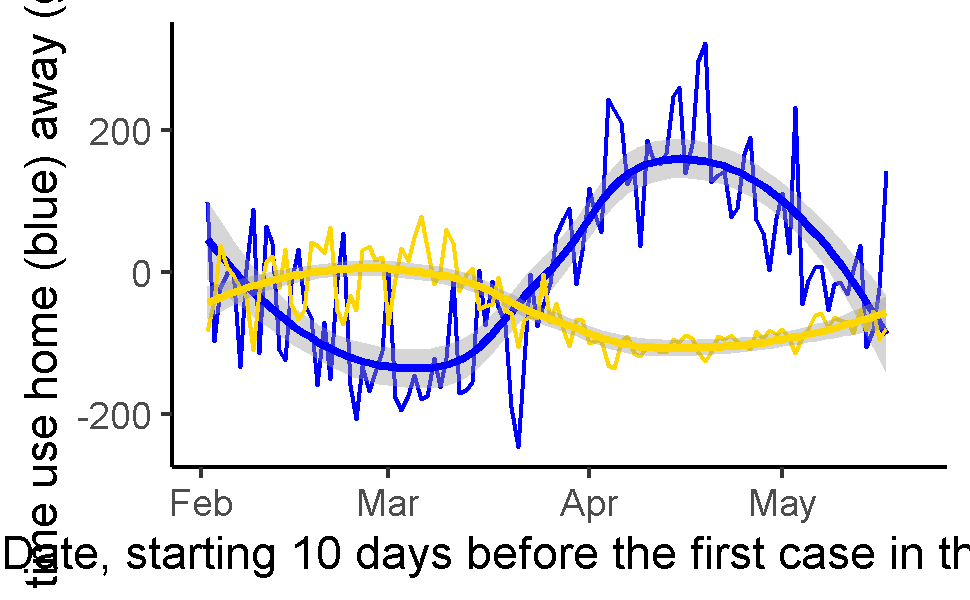 time use home (blue) away (
200
0
-200
Feb Mar Apr May
Date, starting 10 days before the first case in th